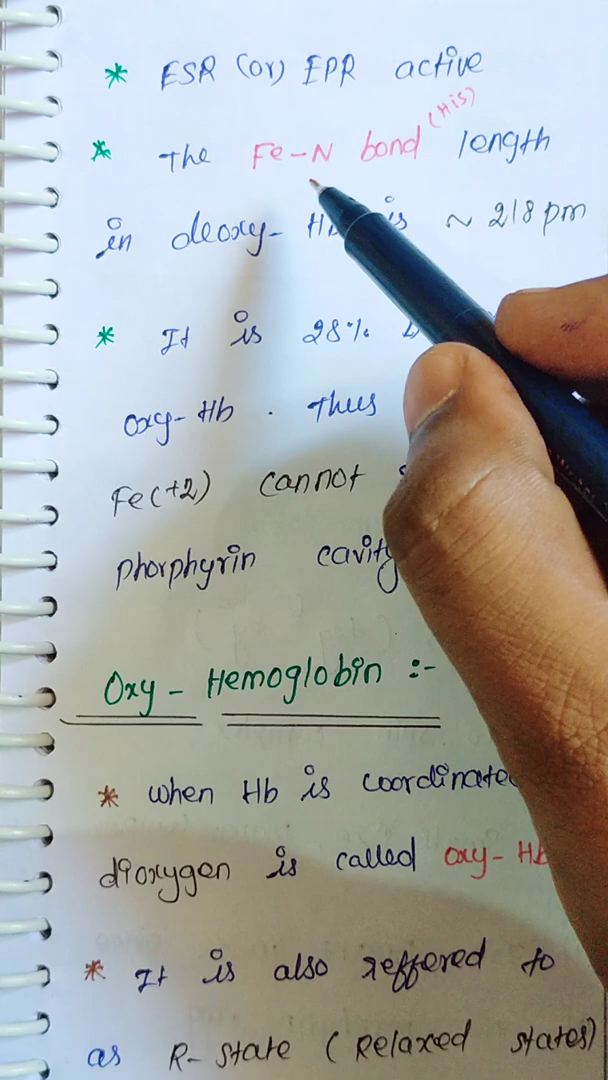 * ESR (or) EPR active
* The Fe-N bond (His) length
in deoxy- is ~ 218 pm
* It is 28%
oxy-Hb . Thus
Fe(+2) cannot
phorphyrin cavity
Oxy - Hemoglobin :-
* when Hb is coordinate
dioxygen is called oxy-Hb
* It is also reffered to
as R-state (Relaxed states)